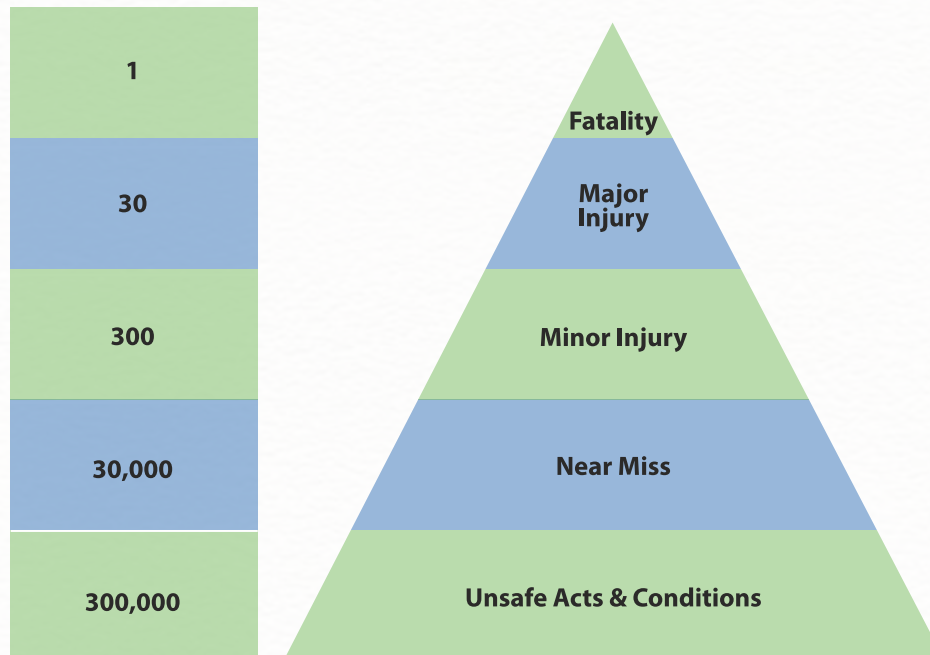 1
Fatality
30
Major
Injury
300
Minor Injury
30,000
Near Miss
300,000
Unsafe Acts & Conditions